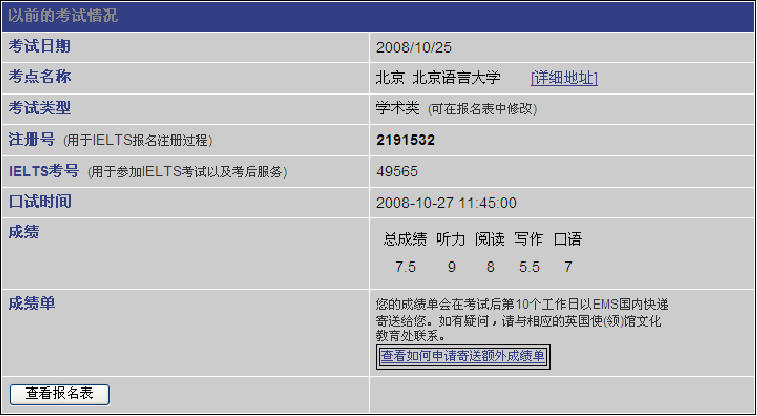 以前的考试情况
考试日期 2008/10/25
考点名称 北京 北京语言大学 [详细地址]
考试类型 学术类 (可在报名表中修改)
注册号 (用于IELTS报名注册过程) 2191532
IELTS考号 (用于参加IELTS考试以及考后服务) 49565
口试时间 2008-10-27 11:45:00
成绩
总成绩 听力 阅读 写作 口语
7.5 9 8 5.5 7
成绩单
您的成绩单会在考试后第10个工作日以EMS国内快递
寄送给您。如有疑问，请与相应的英国使(领)馆文化
教育处联系。
查看如何申请寄送额外成绩单
查看报名表